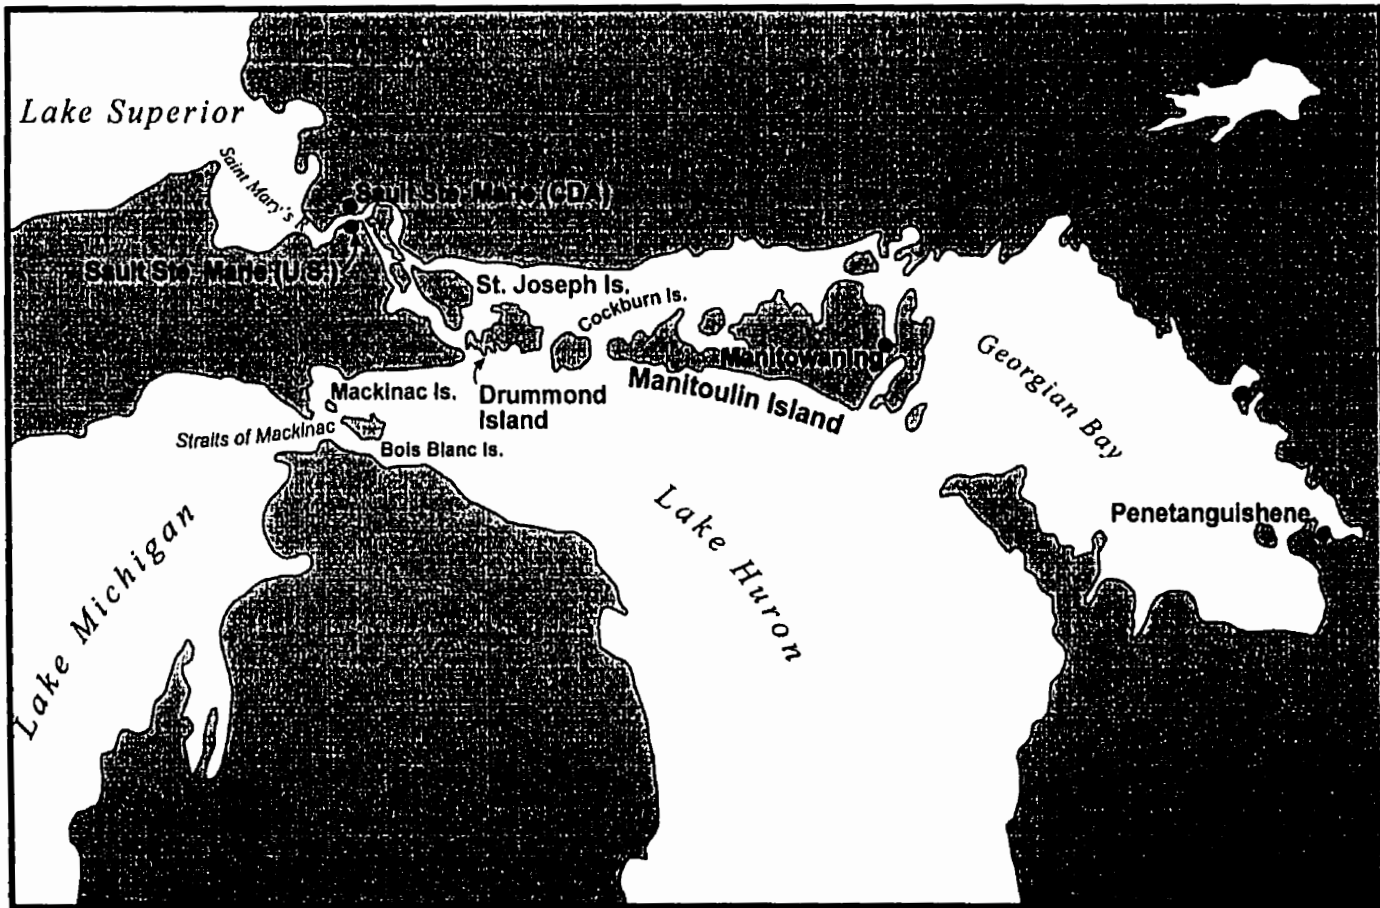 Lake Superior
Saint Mary's
Sault Ste. Marie (CDA)
Sault Ste. Marie (U.S.)
St. Joseph Is.
Cockburn Is.
Manitowaning
Georgian Bay
Mackinac Is.
Drummond
Island
Manitoulin Island
Straits of Mackinac
Bois Blanc Is.
Lake Huron
Penetanguishene
Lake Michigan